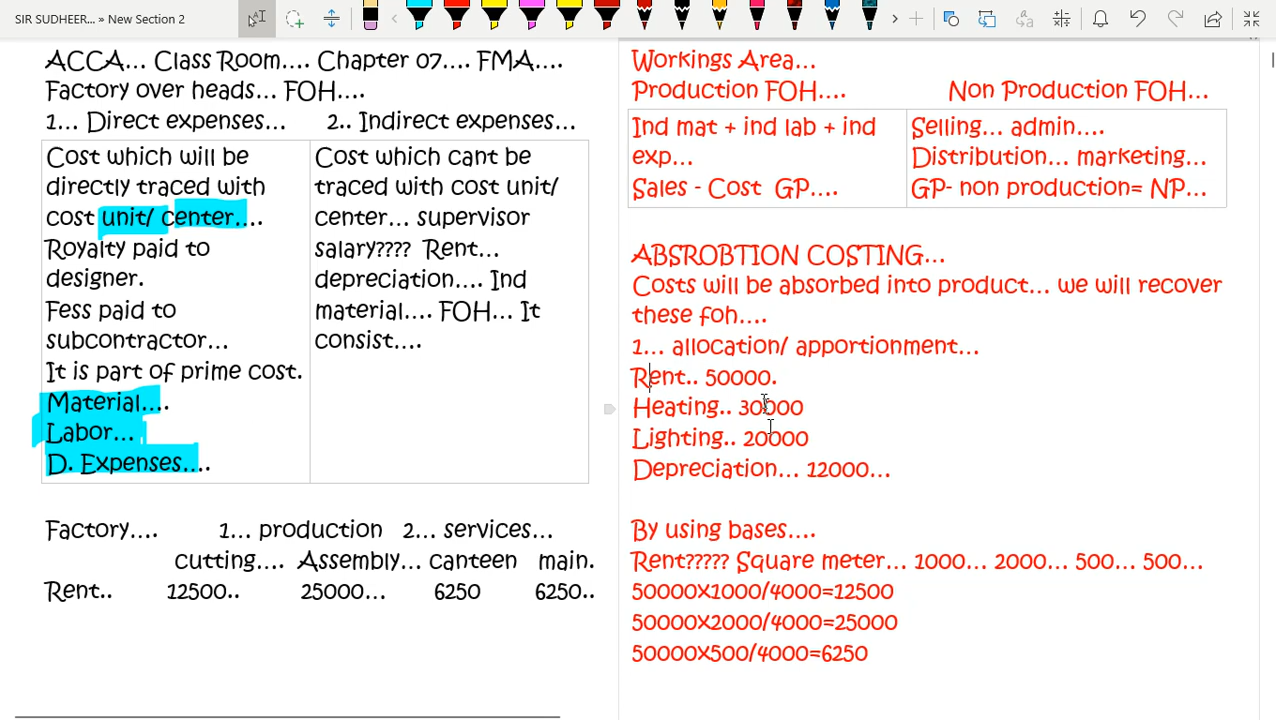 SIR SUDHEER... » New Section 2
ACCA... Class Room.... Chapter 07.... FMA....
Factory over heads... FOH....
1... Direct expenses... 2.. Indirect expenses...
Cost which will be
directly traced with
cost unit/ center....
Royalty paid to
designer.
Fess paid to
subcontractor...
It is part of prime cost.
Material....
Labor...
D. Expenses....
Cost which cant be
traced with cost unit/
center... supervisor
salary???? Rent...
depreciation.... Ind
material.... FOH... It
consist....
Factory.... 1... production 2... services...
cutting.... Assembly... canteen main.
Rent.. 12500.. 25000... 6250 6250..
Workings Area...
Production FOH.... Non Production FOH...
Ind mat + ind lab + ind
exp...
Sales - Cost GP....
Selling... admin....
Distribution... marketing...
GP- non production= NP...
ABSROBTION COSTING...
Costs will be absorbed into product... we will recover
these foh....
1... allocation/ apportionment...
Rent.. 50000.
Heating.. 30000
Lighting.. 20000
Depreciation... 12000...
By using bases....
Rent????? Square meter... 1000... 2000... 500... 500...
50000x1000/4000=12500
50000x2000/4000=25000
50000x500/4000=6250